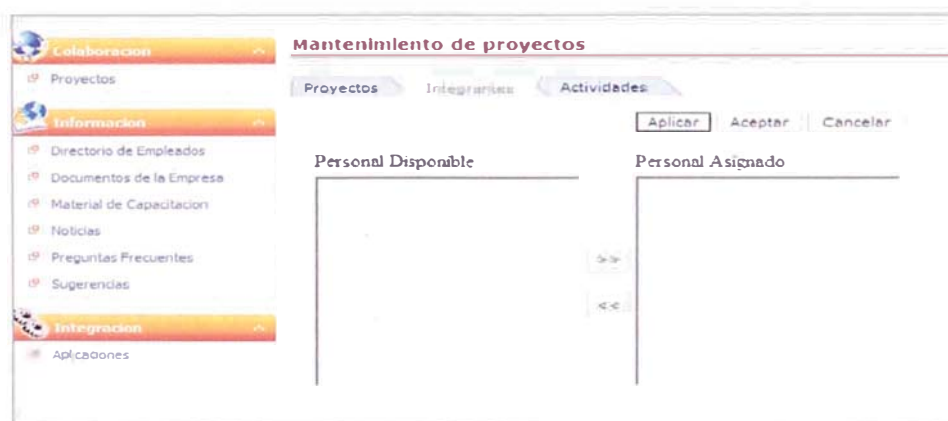 Colaboracion
Proyectos
Informacion
Directorio de Empleados
Documentos de la Empresa
Material de Capacitacion
Noticias
Preguntas Frecuentes
Sugerencias
Integracion
Aplicaciones
Mantenimiento de proyectos
Proyectos Integrantes Actividades
Aplicar Aceptar Cancelar
Personal Disponible Personal Asignado
>>
<<